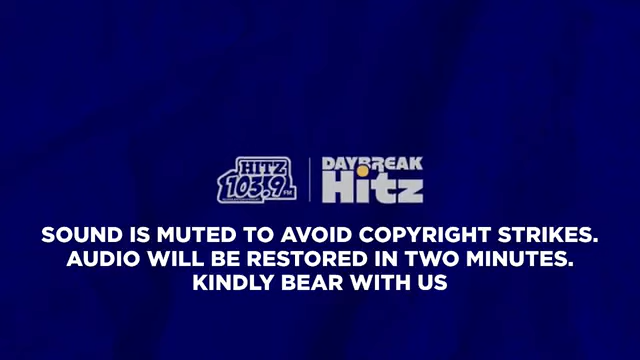 HITZ
103.9 FM
DAYBREAK
Hitz
SOUND IS MUTED TO AVOID COPYRIGHT STRIKES.
AUDIO WILL BE RESTORED IN TWO MINUTES.
KINDLY BEAR WITH US